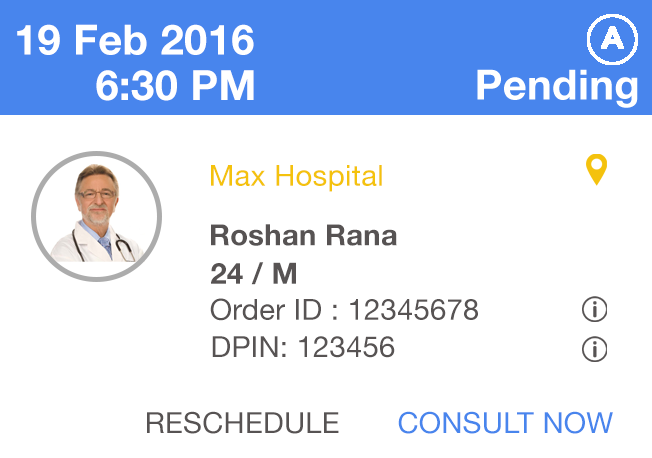 19 Feb 2016
6:30 PM
A
Pending
Max Hospital
Roshan Rana
24 / M
Order ID : 12345678
DPIN: 123456
RESCHEDULE
CONSULT NOW